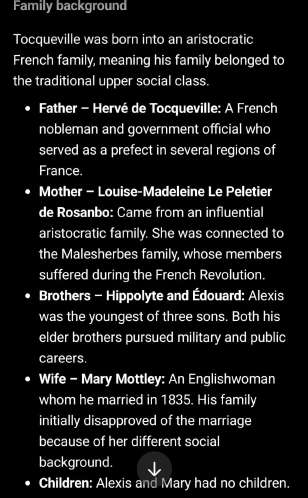 Family background
Tocqueville was born into an aristocratic
French family, meaning his family belonged to
the traditional upper social class.
• Father – Hervé de Tocqueville: A French
nobleman and government official who
served as a prefect in several regions of
France.
• Mother – Louise-Madeleine Le Peletier
de Rosanbo: Came from an influential
aristocratic family. She was connected to
the Malesherbes family, whose members
suffered during the French Revolution.
• Brothers – Hippolyte and Édouard: Alexis
was the youngest of three sons. Both his
elder brothers pursued military and public
careers.
• Wife – Mary Mottley: An Englishwoman
whom he married in 1835. His family
initially disapproved of the marriage
because of her different social
background.
• Children: Alexis and Mary had no children.